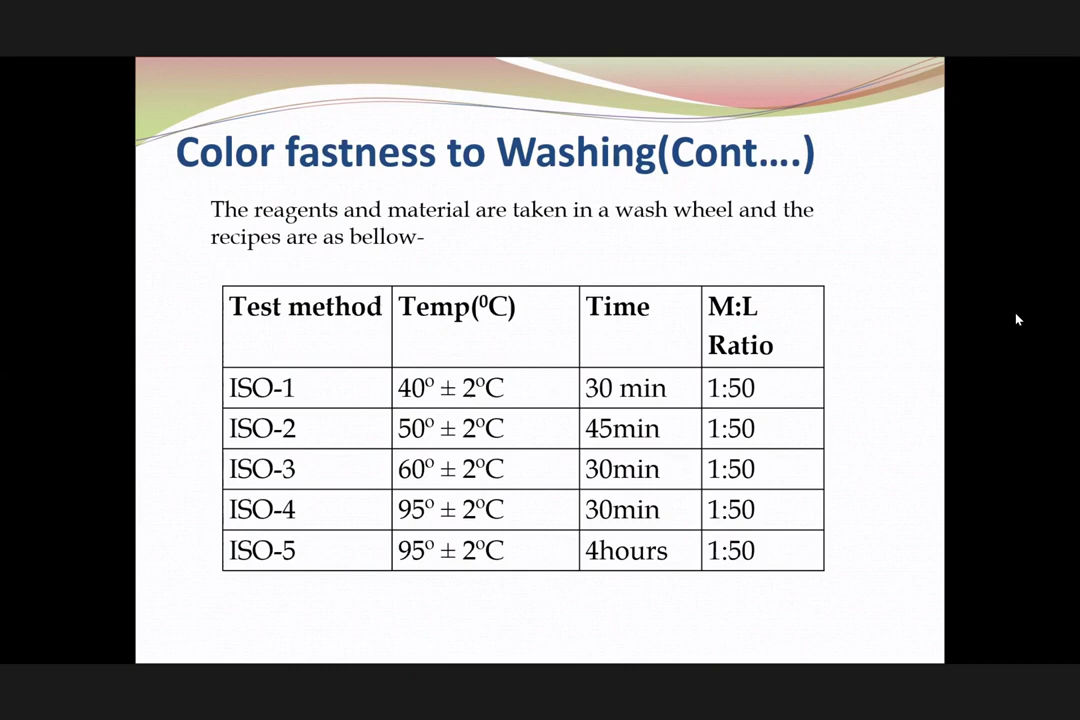 Color fastness to Washing(Cont....)
The reagents and material are taken in a wash wheel and the
recipes are as bellow-
Test method Temp(⁰C) Time M:L
Ratio
ISO-1 40º ± 2ºC 30 min 1:50
ISO-2 50º ± 2ºC 45min 1:50
ISO-3 60º ± 2ºC 30min 1:50
ISO-4 95º ± 2ºC 30min 1:50
ISO-5 95º ± 2ºC 4hours 1:50